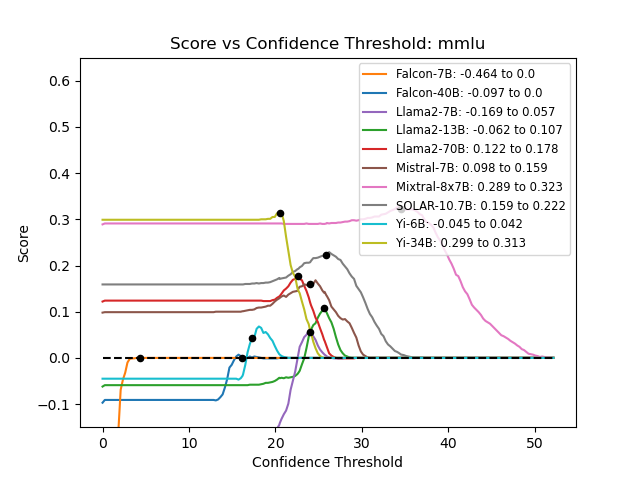 Score vs Confidence Threshold: mmlu
Score
0.6
0.5
0.4
0.3
0.2
0.1
0.0
−0.1
Falcon-7B: -0.464 to 0.0
Falcon-40B: -0.097 to 0.0
Llama2-7B: -0.169 to 0.057
Llama2-13B: -0.062 to 0.107
Llama2-70B: 0.122 to 0.178
Mistral-7B: 0.098 to 0.159
Mixtral-8x7B: 0.289 to 0.323
SOLAR-10.7B: 0.159 to 0.222
Yi-6B: -0.045 to 0.042
Yi-34B: 0.299 to 0.313
0 10 20 30 40 50
Confidence Threshold